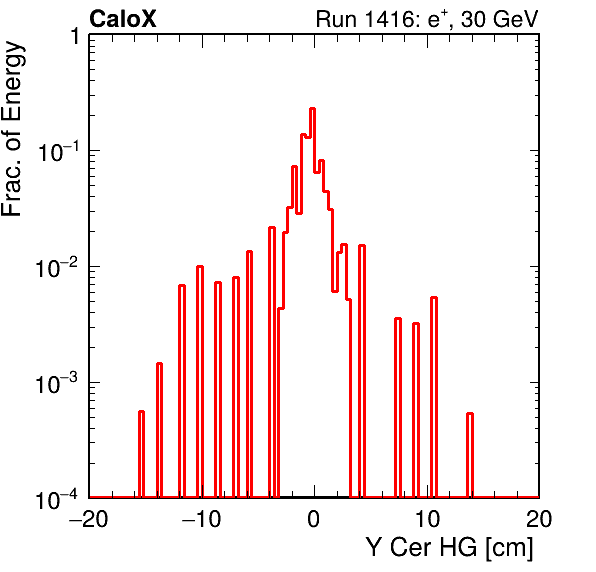 CaloX Run 1416: e⁺, 30 GeV
Frac. of Energy
1
10⁻¹
10⁻²
10⁻³
10⁻⁴
−20 −10 0 10 20
Y Cer HG [cm]